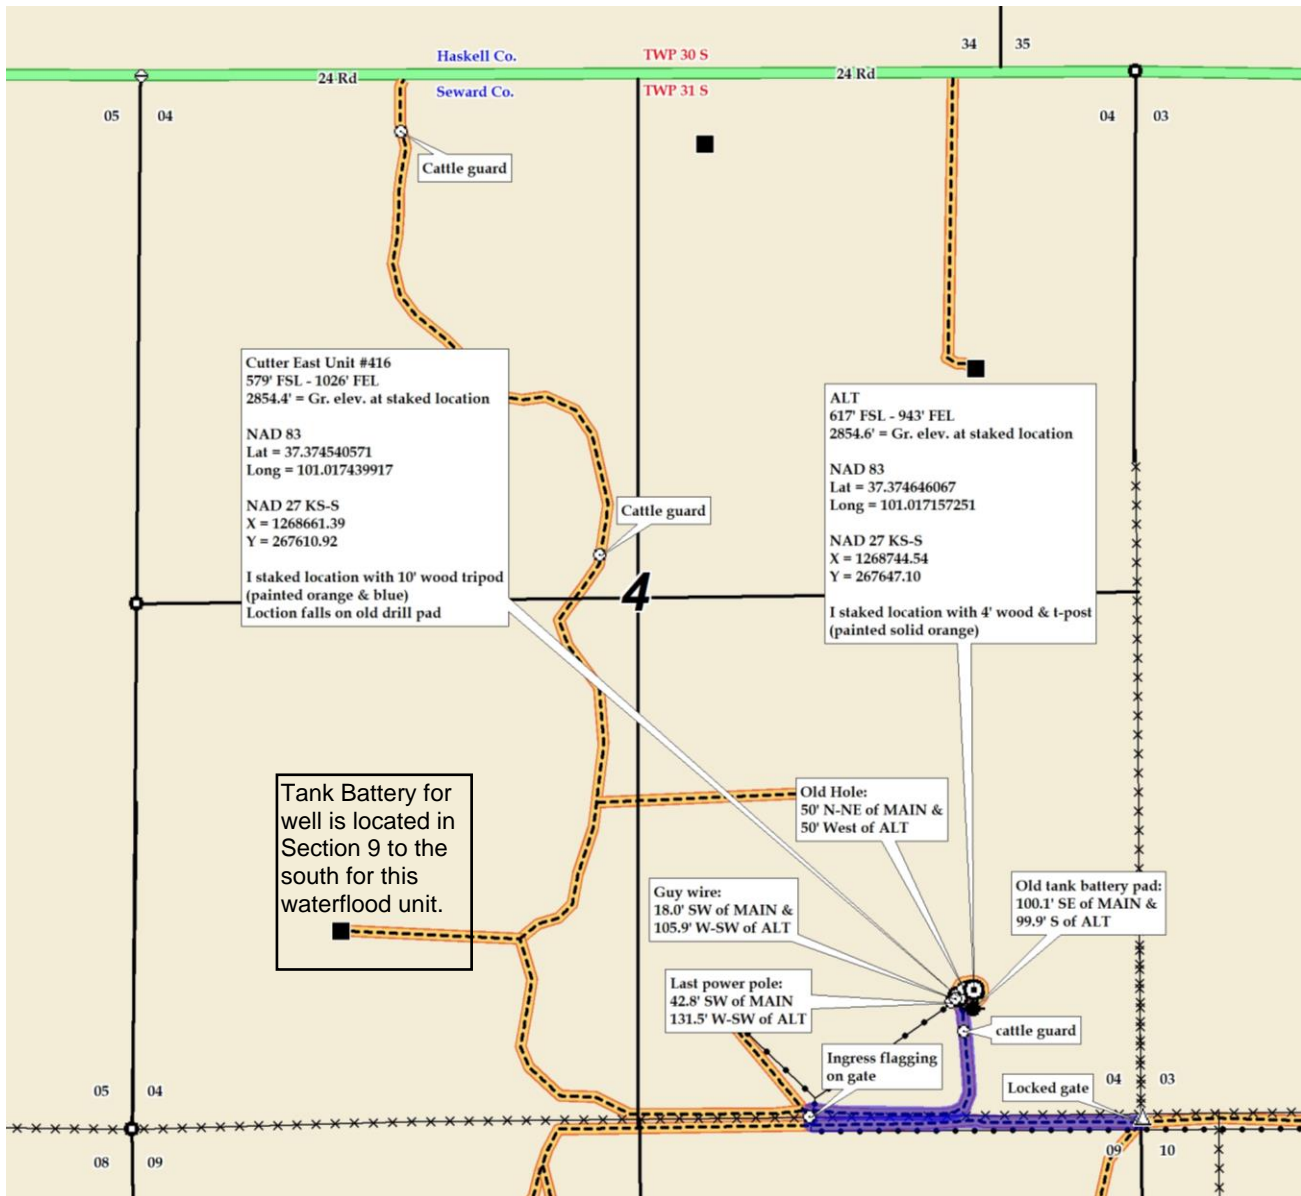 Haskell Co.
TWP 30 S
34
35
24 Rd
24 Rd
Seward Co.
TWP 31 S
05
04
04
03
Cattle guard
Cutter East Unit #416
579' FSL - 1026' FEL
2854.4' = Gr. elev. at staked location
NAD 83
Lat = 37.374540571
Long = 101.017439917
NAD 27 KS-S
X = 1268661.39
Y = 267610.92
I staked location with 10' wood tripod
(painted orange & blue)
Loction falls on old drill pad
ALT
617' FSL - 943' FEL
2854.6' = Gr. elev. at staked location
NAD 83
Lat = 37.374646067
Long = 101.017157251
NAD 27 KS-S
X = 1268744.54
Y = 267647.10
I staked location with 4' wood & t-post
(painted solid orange)
Cattle guard
4
Tank Battery for
well is located in
Section 9 to the
south for this
waterflood unit.
Old Hole:
50' N-NE of MAIN &
50' West of ALT
Guy wire:
18.0' SW of MAIN &
105.9' W-SW of ALT
Old tank battery pad:
100.1' SE of MAIN &
99.9' S of ALT
Last power pole:
42.8' SW of MAIN
131.5' W-SW of ALT
cattle guard
Ingress flagging
on gate
Locked gate
05
04
04
03
08
09
09
10